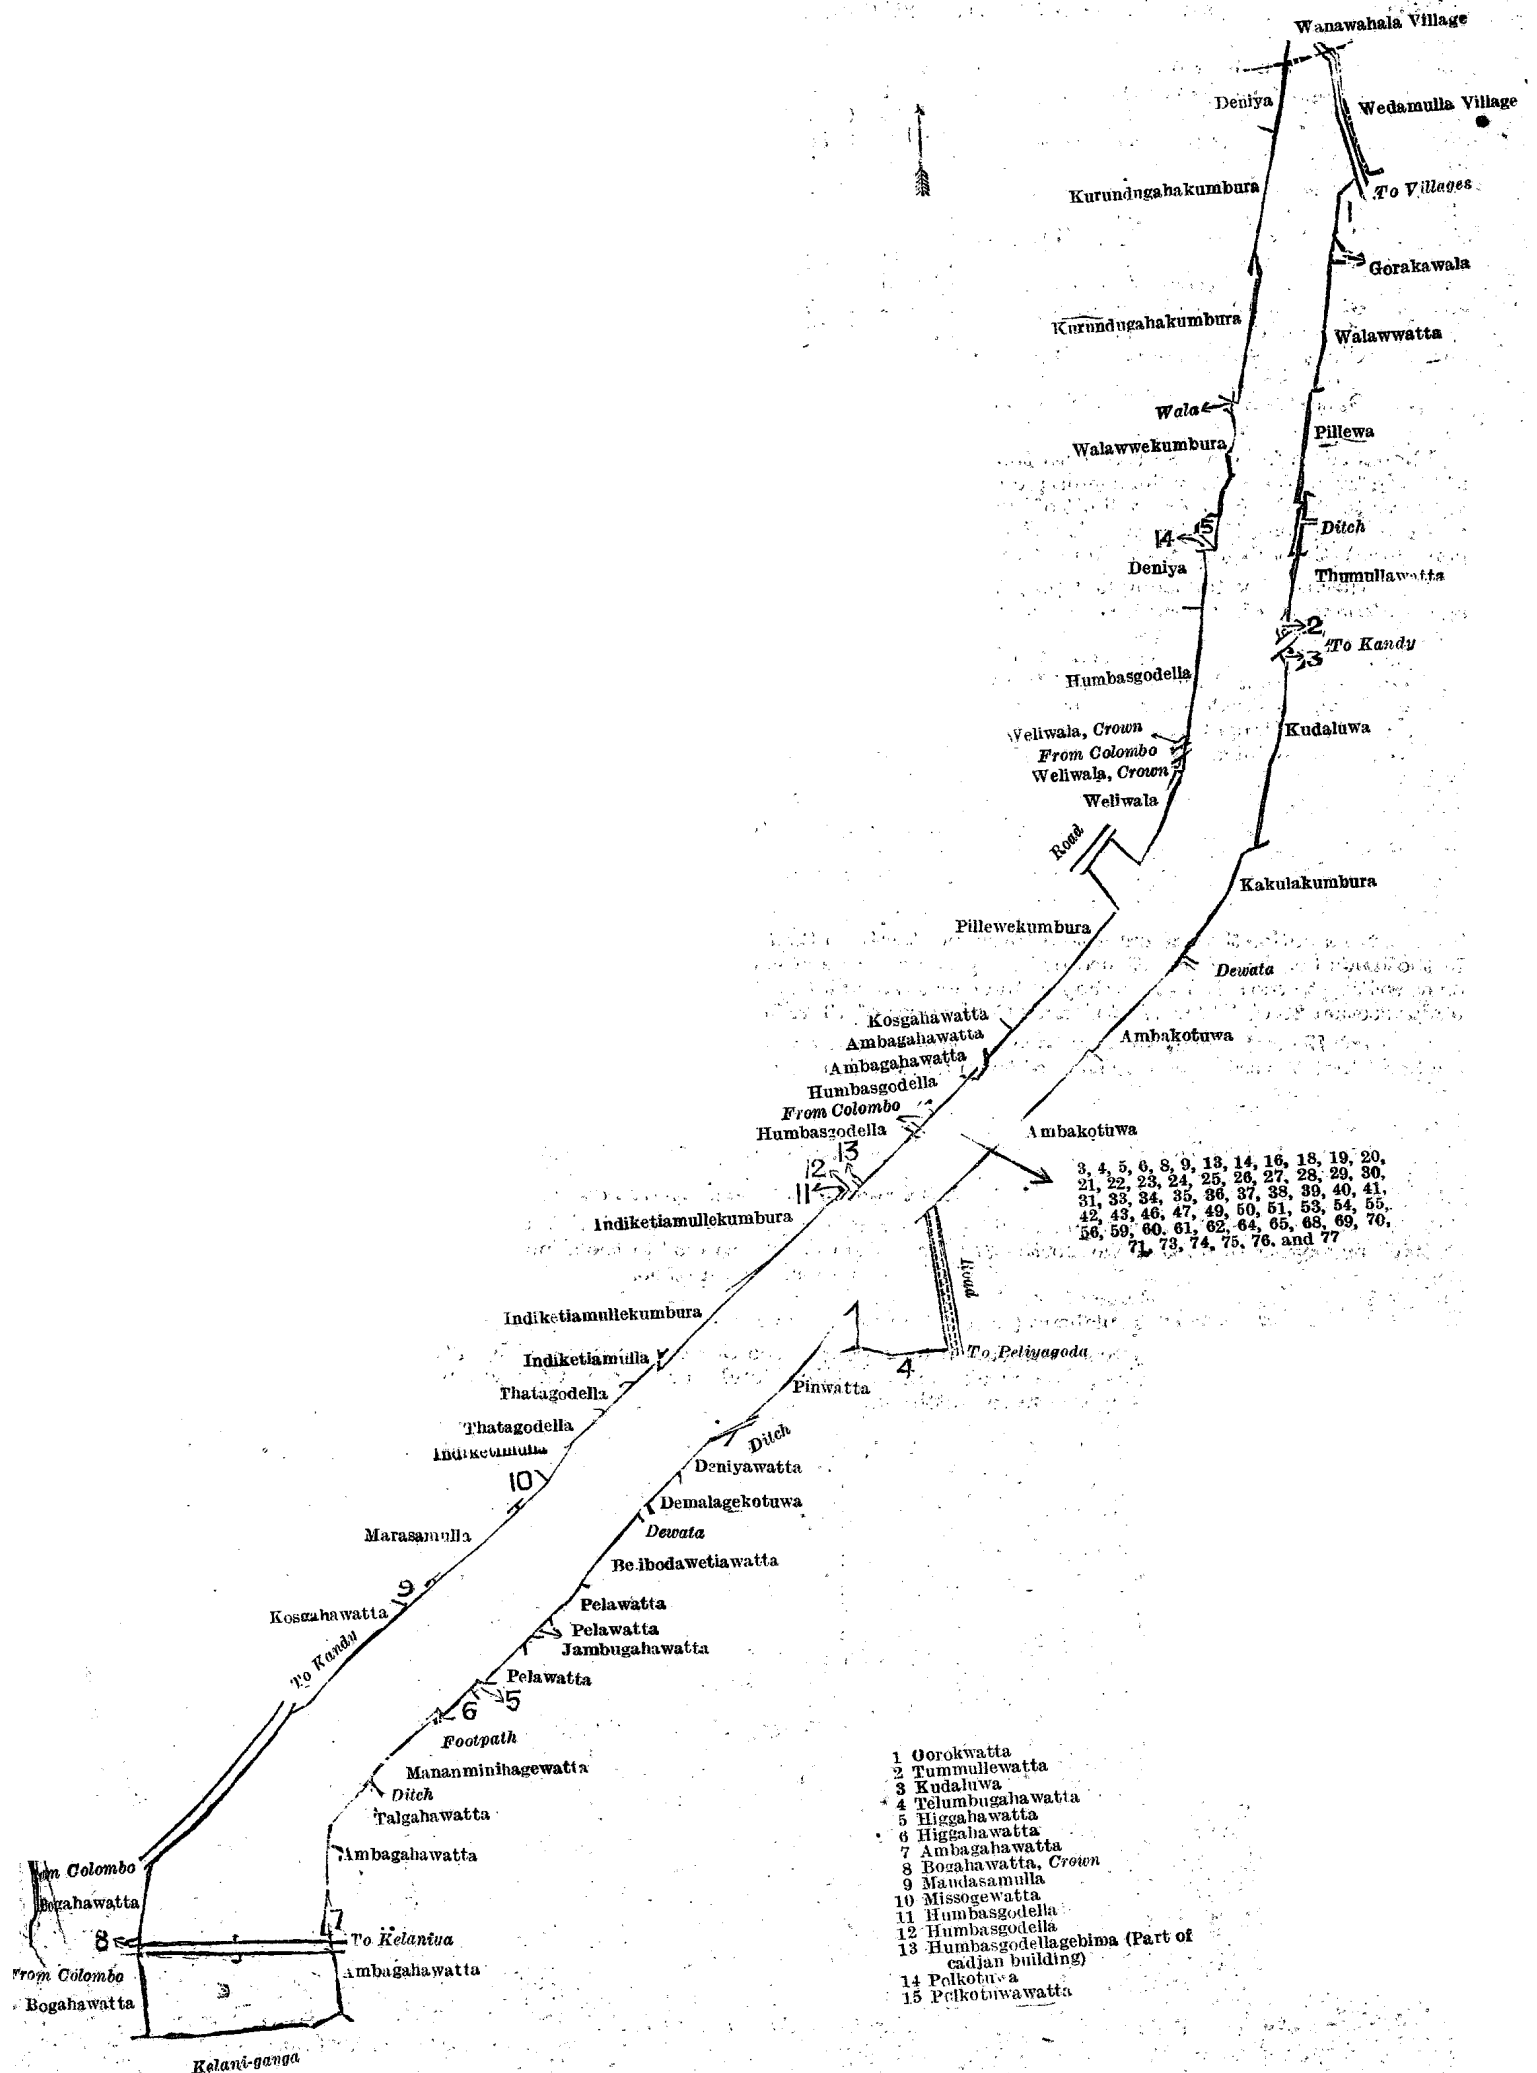 Wanawahala Village
Deniya
Wedamulla Village
Kurundugahakumbura
To Villages
Gorakawala
Kurundugahakumbura
Walawwatta
Wala
Walawwekumbura
Pillewa
15
14
Ditch
Deniya
Thumullawatta
2
To Kandy
3
Humbasgodella
Weliwala, Crown
Kudaluwa
From Colombo
Weliwala, Crown
Weliwala
Road
Kakulakumbura
Pillewekumbura
Dewata
Kosgahawatta
Ambagahawatta
Ambakotuwa
Ambagahawatta
Humbasgodella
From Colombo
Humbasgodella
Ambakotuwa
13
12
11
3, 4, 5, 6, 8, 9, 13, 14, 16, 18, 19, 20,
21, 22, 23, 24, 25, 26, 27, 28, 29, 30,
31, 33, 34, 35, 36, 37, 38, 39, 40, 41,
42, 43, 46, 47, 49, 50, 51, 53, 54, 55,
56, 59, 60, 61, 62, 64, 65, 68, 69, 70,
71, 73, 74, 75, 76, and 77
Indiketiamullekumbura
Road
Indiketiamullekumbura
1
To Peliyagoda
4
Indiketiamulla
Pinwatta
Thatagodella
Thatagodella
Ditch
Indiketimulla
Deniyawatta
10
Demalagekotuwa
Marasamulla
Dewata
9
Kosgahawatta
Pelawatta
Pelawatta
Jambugahawatta
To Kandy
Pelawatta
5
6
Footpath
Mananminihagewatta
Ditch
Talgahawatta
Ambagahawatta
Colombo
Bogahawatta
7
8
To Kelaniya
From Colombo
Ambagahawatta
Bogahawatta
Kelani-ganga
1 Oorokwatta
2 Tummullewatta
3 Kudaluwa
4 Telumbugahawatta
5 Higgahawatta
6 Higgahawatta
7 Ambagahawatta
8 Bogahawatta, Crown
9 Mandasamulla
10 Missogewatta
11 Humbasgodella
12 Humbasgodella
13 Humbasgodellagebima (Part of
cadjan building)
14 Polkotuwa
15 Polkotuwawatta